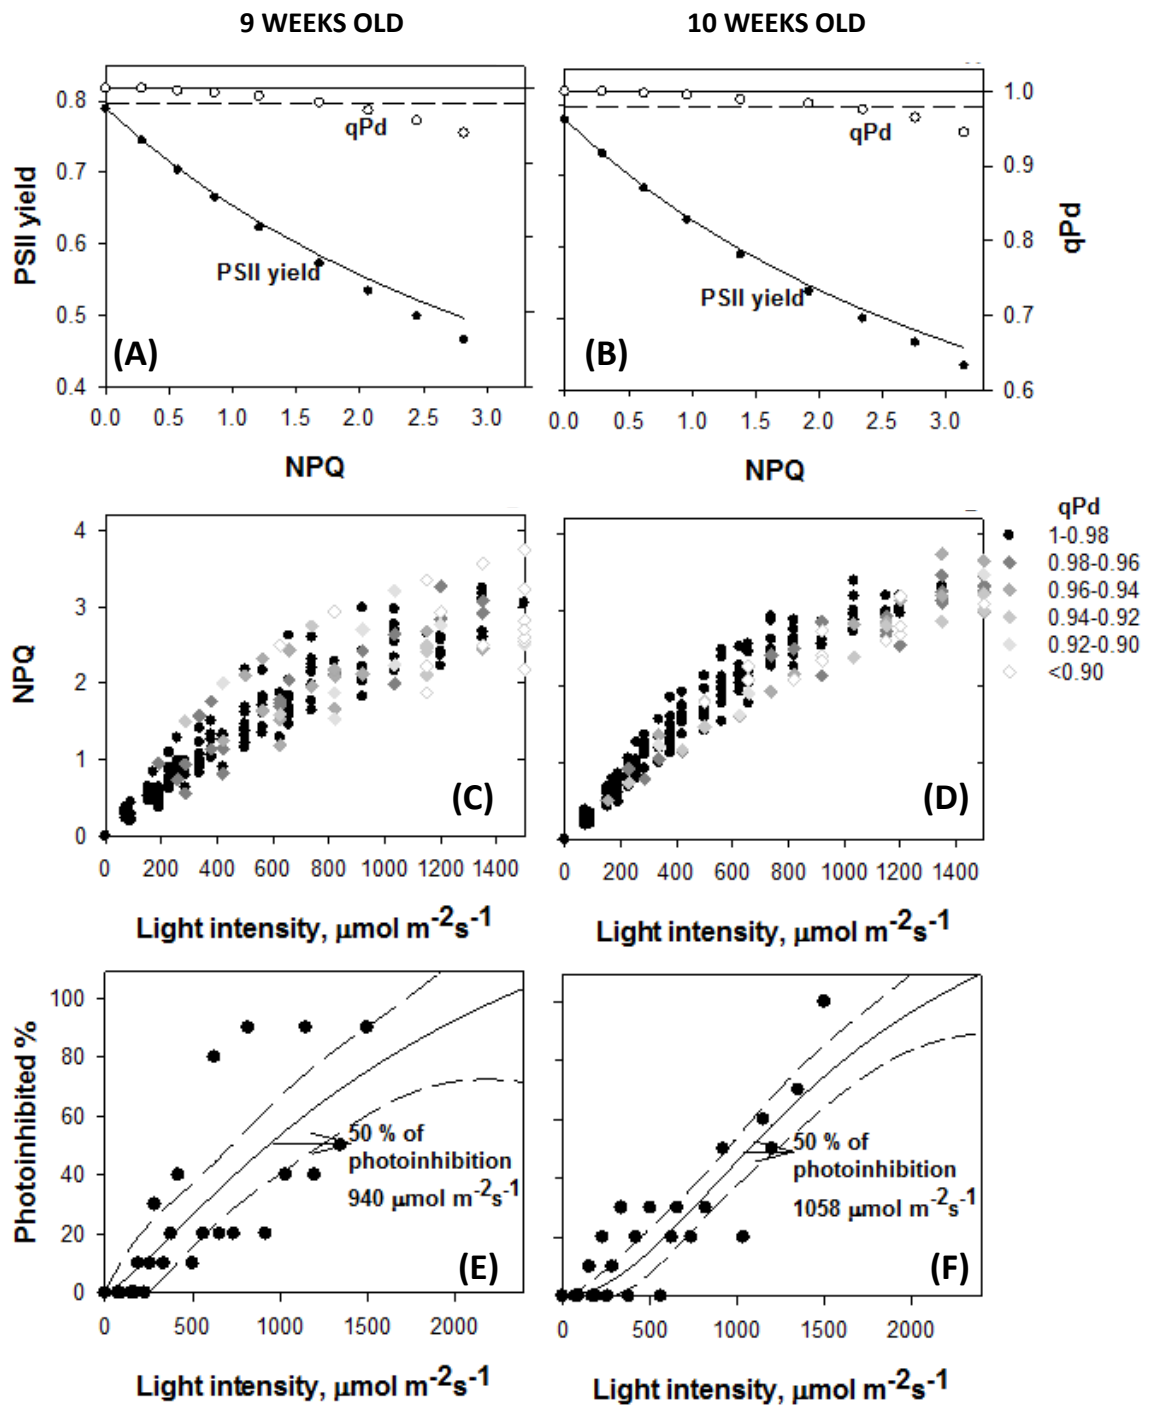 9 WEEKS OLD
10 WEEKS OLD
PSII yield
0.8
0.7
0.6
0.5
0.4
qPd
PSII yield
(A)
0.0 0.5 1.0 1.5 2.0 2.5 3.0
NPQ
qPd
PSII yield
(B)
1.0
0.9
0.8
0.7
0.6
qPd
0.0 0.5 1.0 1.5 2.0 2.5 3.0
NPQ
NPQ
4
3
2
1
0
(C)
0 200 400 600 800 1000 1200 1400
Light intensity, μmol m⁻²s⁻¹
(D)
0 200 400 600 800 1000 1200 1400
Light intensity, μmol m⁻²s⁻¹
qPd
1-0.98
0.98-0.96
0.96-0.94
0.94-0.92
0.92-0.90
<0.90
Photoinhibited %
100
80
60
40
20
0
50 % of
photoinhibition
940 μmol m⁻²s⁻¹
(E)
0 500 1000 1500 2000
Light intensity, μmol m⁻²s⁻¹
50 % of
photoinhibition
1058 μmol m⁻²s⁻¹
(F)
0 500 1000 1500 2000
Light intensity, μmol m⁻²s⁻¹